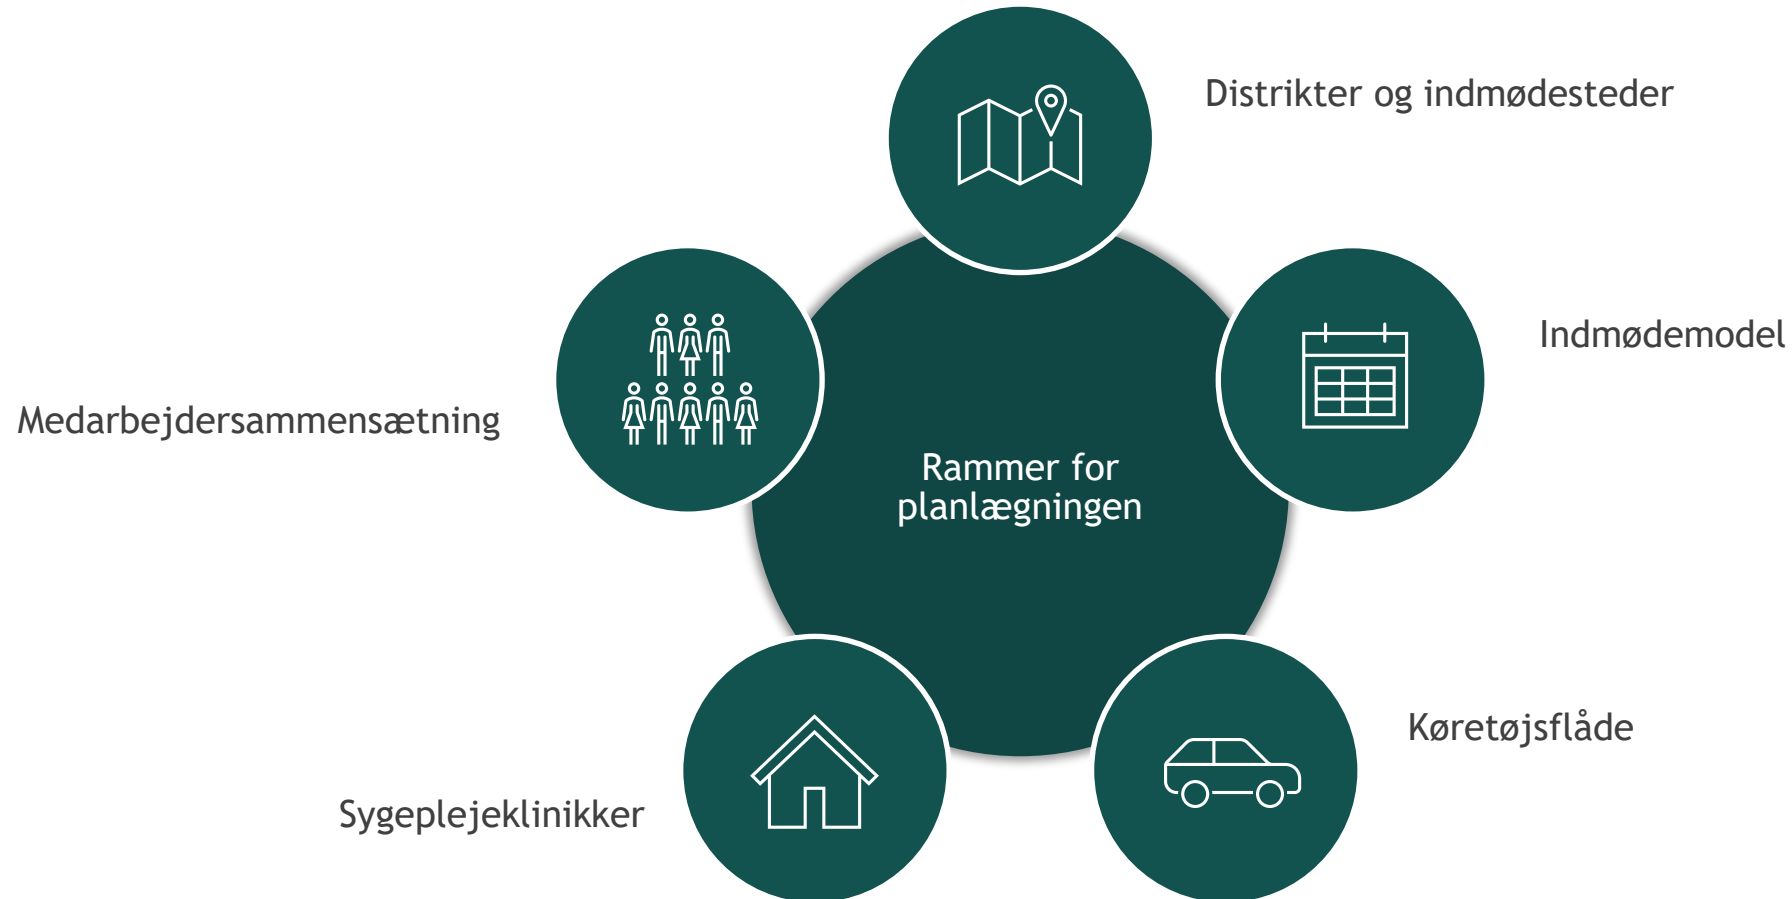 Distrikter og indmødesteder
Indmødemodel
Medarbejdersammensætning
Rammer for
planlægningen
Køretøjsflåde
Sygeplejeklinikker